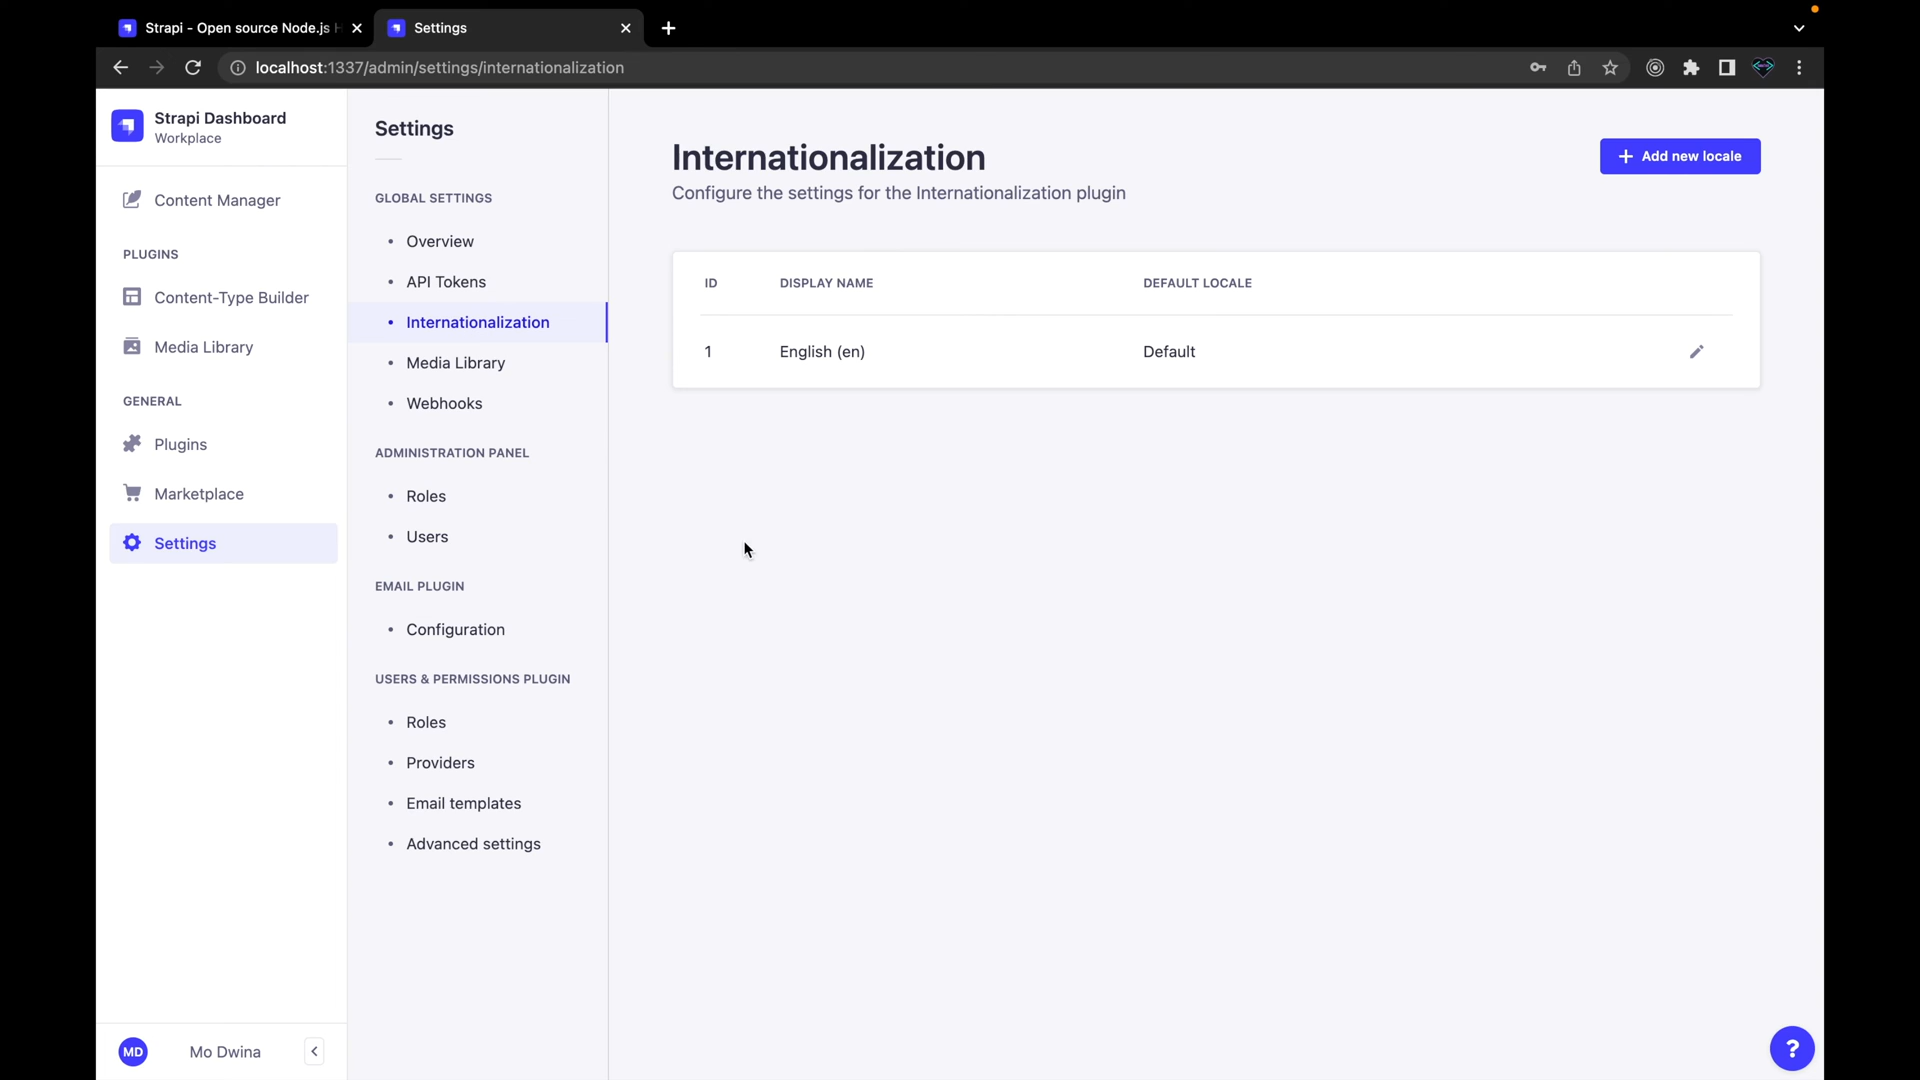 Strapi - Open source Node.js
Settings
localhost:1337/admin/settings/internationalization
Strapi Dashboard
Workplace
Content Manager
PLUGINS
Content-Type Builder
Media Library
GENERAL
Plugins
Marketplace
Settings
MD
Mo Dwina
Settings
GLOBAL SETTINGS
Overview
API Tokens
Internationalization
Media Library
Webhooks
ADMINISTRATION PANEL
Roles
Users
EMAIL PLUGIN
Configuration
USERS & PERMISSIONS PLUGIN
Roles
Providers
Email templates
Advanced settings
Internationalization
Configure the settings for the Internationalization plugin
+ Add new locale
ID DISPLAY NAME DEFAULT LOCALE
1 English (en) Default
?